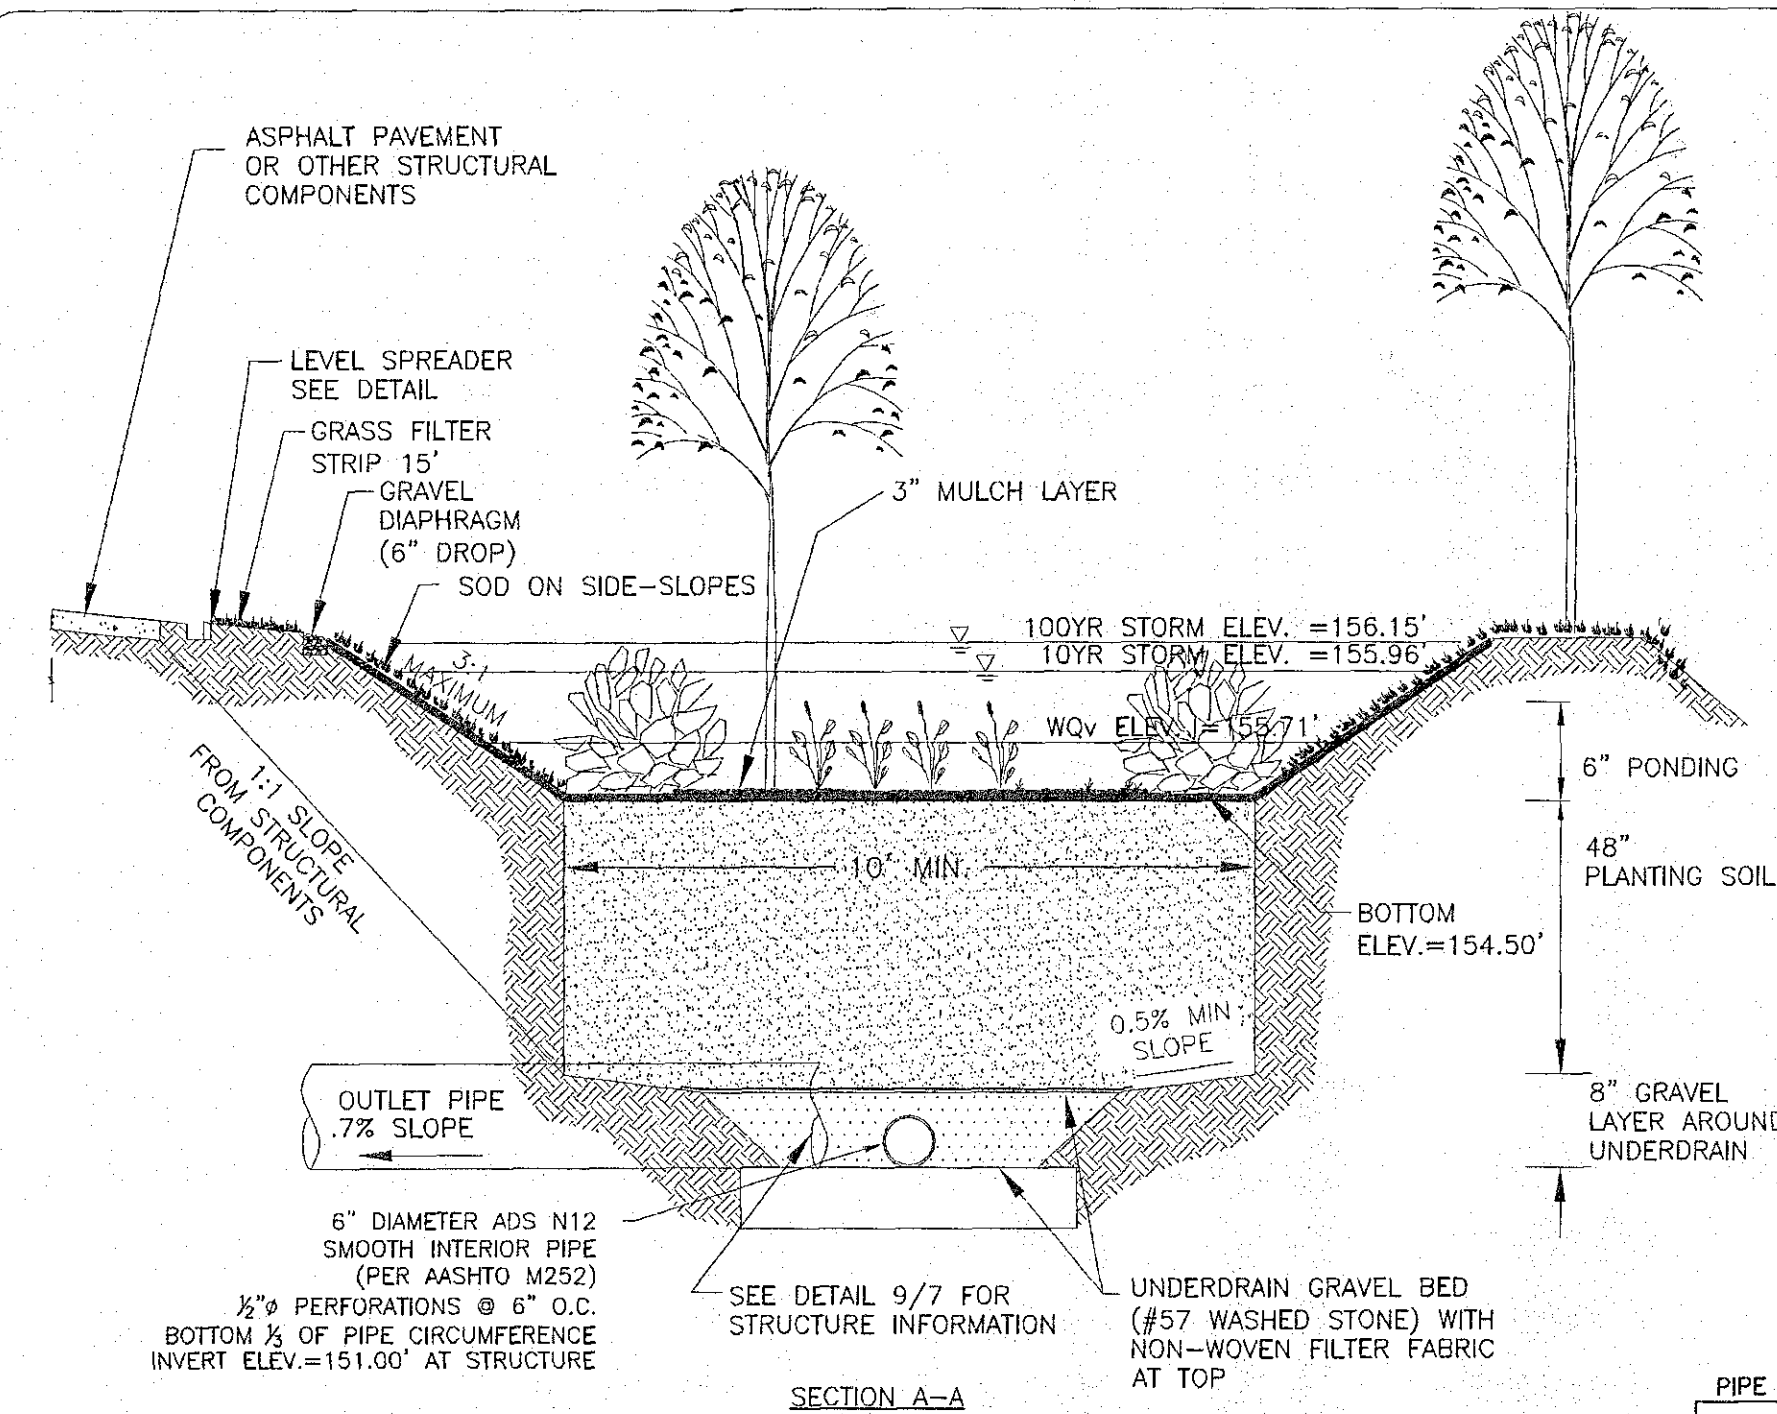 ASPHALT PAVEMENT
OR OTHER STRUCTURAL
COMPONENTS
LEVEL SPREADER
SEE DETAIL
GRASS FILTER
STRIP 15'
GRAVEL
DIAPHRAGM
(6" DROP)
SOD ON SIDE-SLOPES
3" MULCH LAYER
100YR STORM ELEV. =156.15'
10YR STORM ELEV. =155.96'
3:1
MAXIMUM
WQv ELEV.=155.71'
6" PONDING
1:1 SLOPE
FROM STRUCTURAL
COMPONENTS
10' MIN.
48"
PLANTING SOIL
BOTTOM
ELEV.=154.50'
0.5% MIN
SLOPE
OUTLET PIPE
.7% SLOPE
8" GRAVEL
LAYER AROUND
UNDERDRAIN
6" DIAMETER ADS N12
SMOOTH INTERIOR PIPE
(PER AASHTO M252)
½"ø PERFORATIONS @ 6" O.C.
BOTTOM ⅓ OF PIPE CIRCUMFERENCE
INVERT ELEV.=151.00' AT STRUCTURE
SEE DETAIL 9/7 FOR
STRUCTURE INFORMATION
UNDERDRAIN GRAVEL BED
(#57 WASHED STONE) WITH
NON-WOVEN FILTER FABRIC
AT TOP
SECTION A-A
PIPE